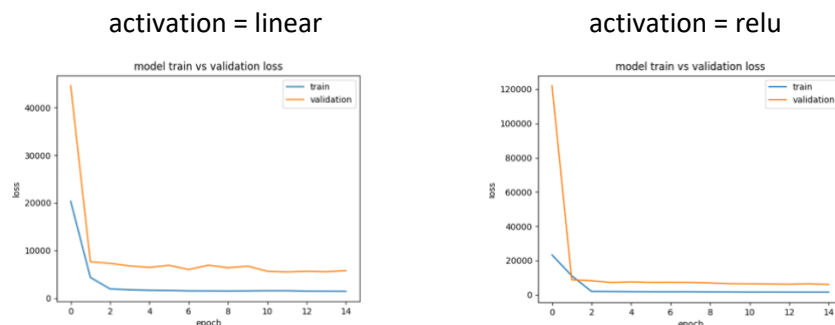 activation = linear
activation = relu
model train vs validation loss
train
validation
40000
30000
20000
10000
0
loss
0 2 4 6 8 10 12 14
epoch
model train vs validation loss
train
validation
120000
100000
80000
60000
40000
20000
0
loss
0 2 4 6 8 10 12 14
epoch